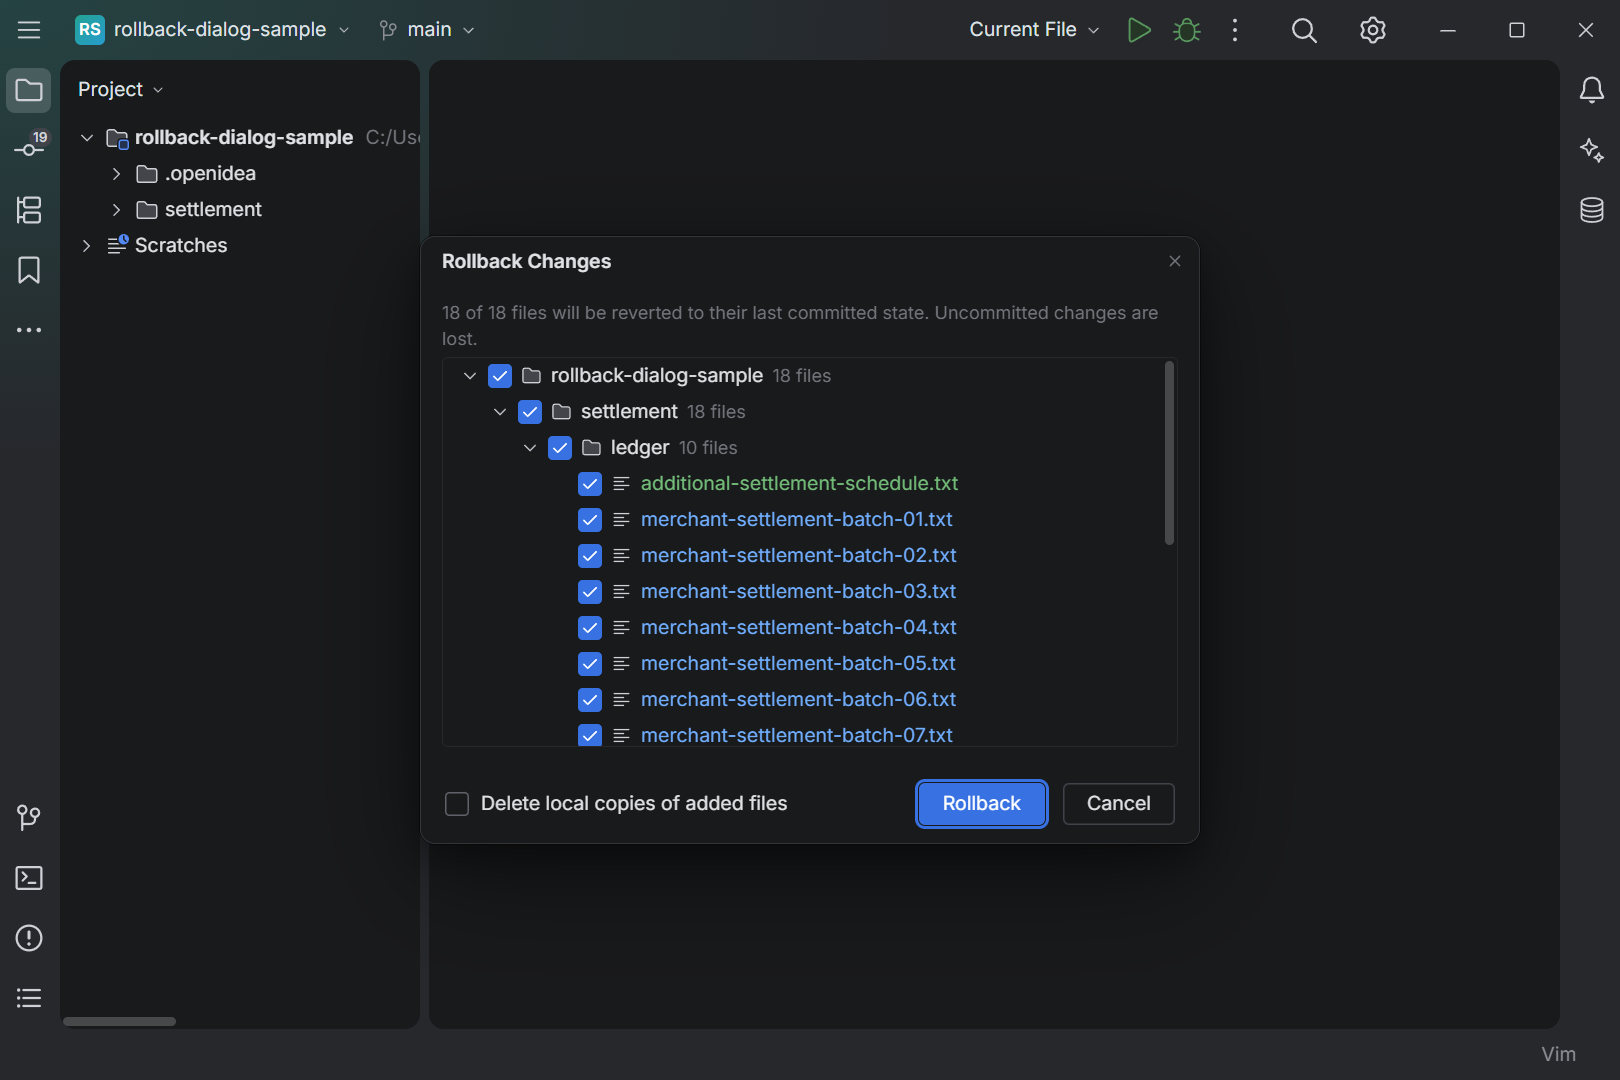 RS rollback-dialog-sample main Current File
Project
19
rollback-dialog-sample C:/Use
.openidea
settlement
Scratches
Rollback Changes
18 of 18 files will be reverted to their last committed state. Uncommitted changes are
lost.
rollback-dialog-sample 18 files
settlement 18 files
ledger 10 files
additional-settlement-schedule.txt
merchant-settlement-batch-01.txt
merchant-settlement-batch-02.txt
merchant-settlement-batch-03.txt
merchant-settlement-batch-04.txt
merchant-settlement-batch-05.txt
merchant-settlement-batch-06.txt
merchant-settlement-batch-07.txt
Delete local copies of added files
Rollback
Cancel
Vim